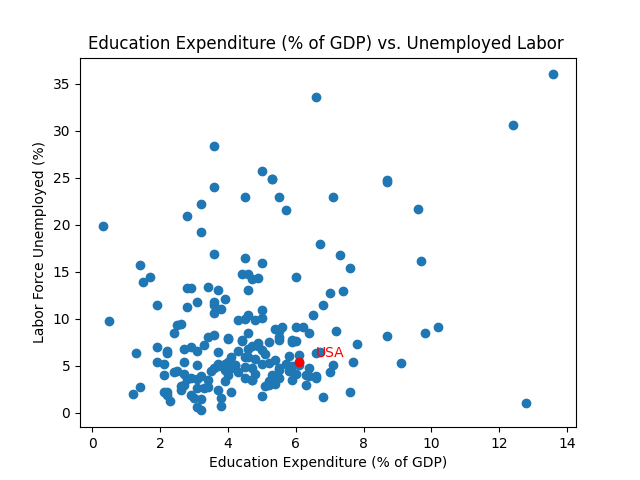 Education Expenditure (% of GDP) vs. Unemployed Labor
35
30
25
20
15
10
5
0
Labor Force Unemployed (%)
USA
0 2 4 6 8 10 12 14
Education Expenditure (% of GDP)